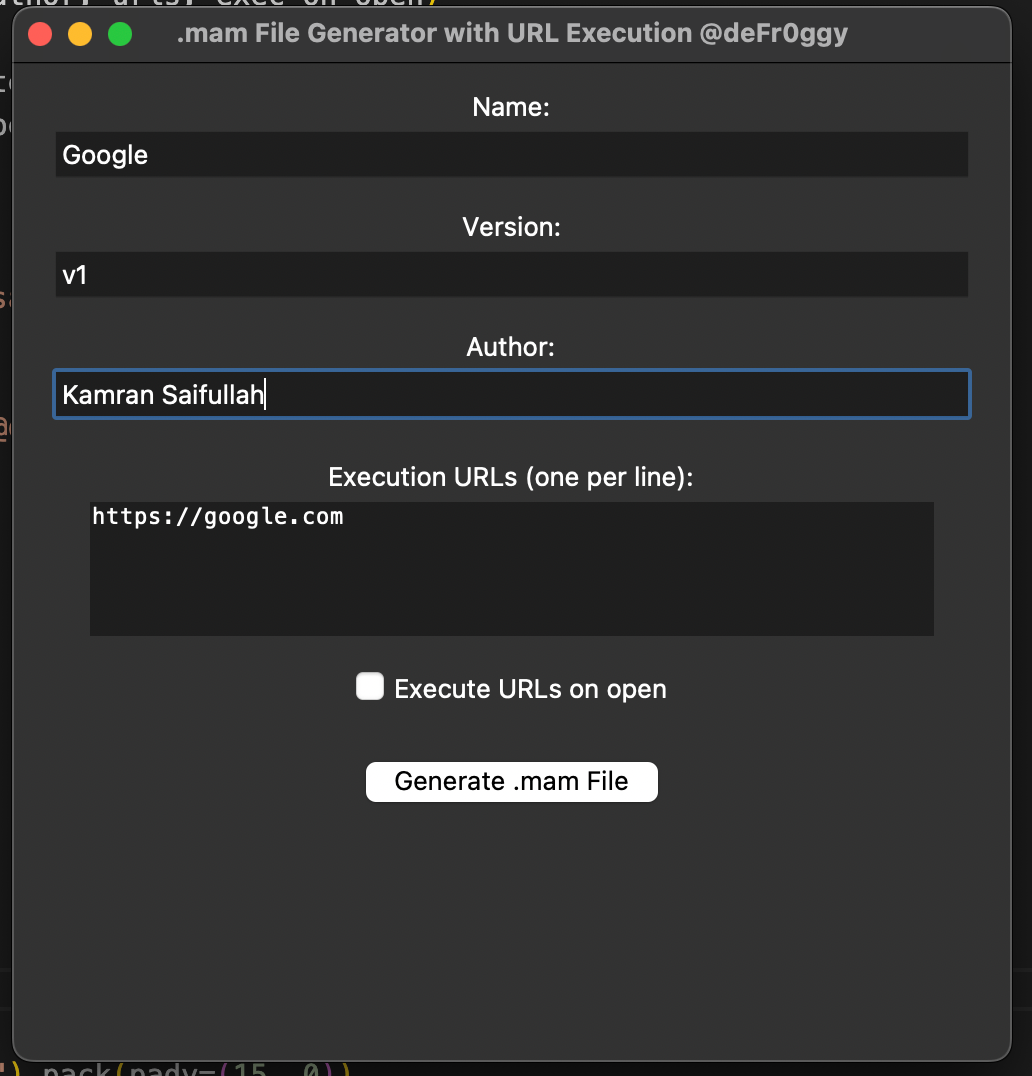 .mam File Generator with URL Execution @deFr0ggy
Name:
Google
Version:
v1
Author:
Kamran Saifullah
Execution URLs (one per line):
https://google.com
Execute URLs on open
Generate .mam File
pack(pady=(15, 0))